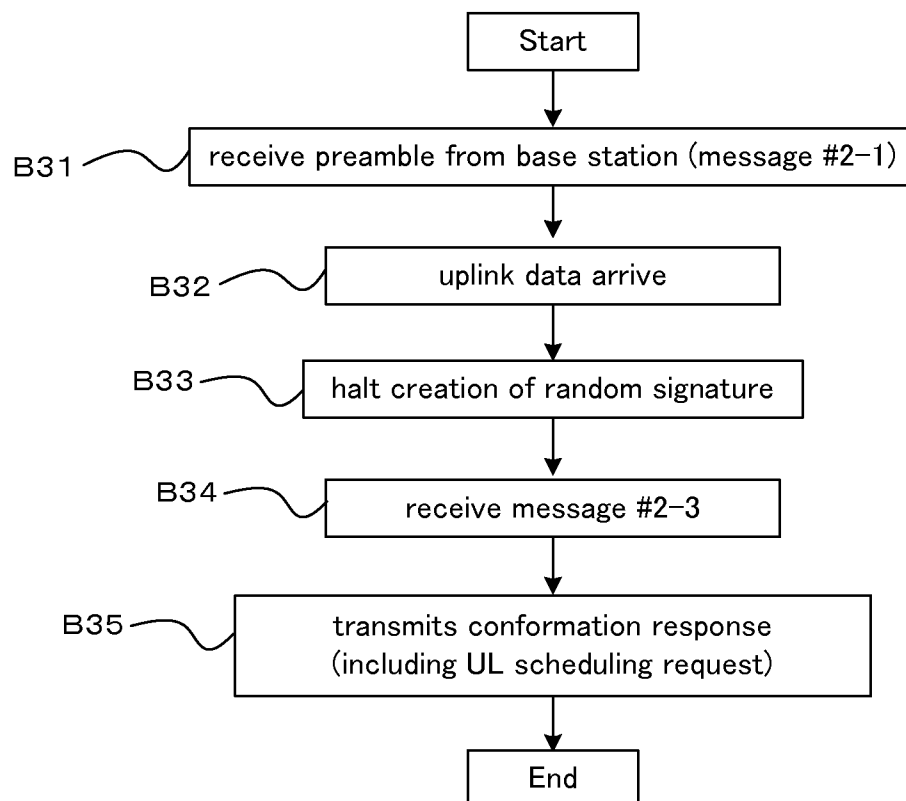 Start
B31
receive preamble from base station (message #2-1)
B32
uplink data arrive
B33
halt creation of random signature
B34
receive message #2-3
B35
transmits conformation response
(including UL scheduling request)
End